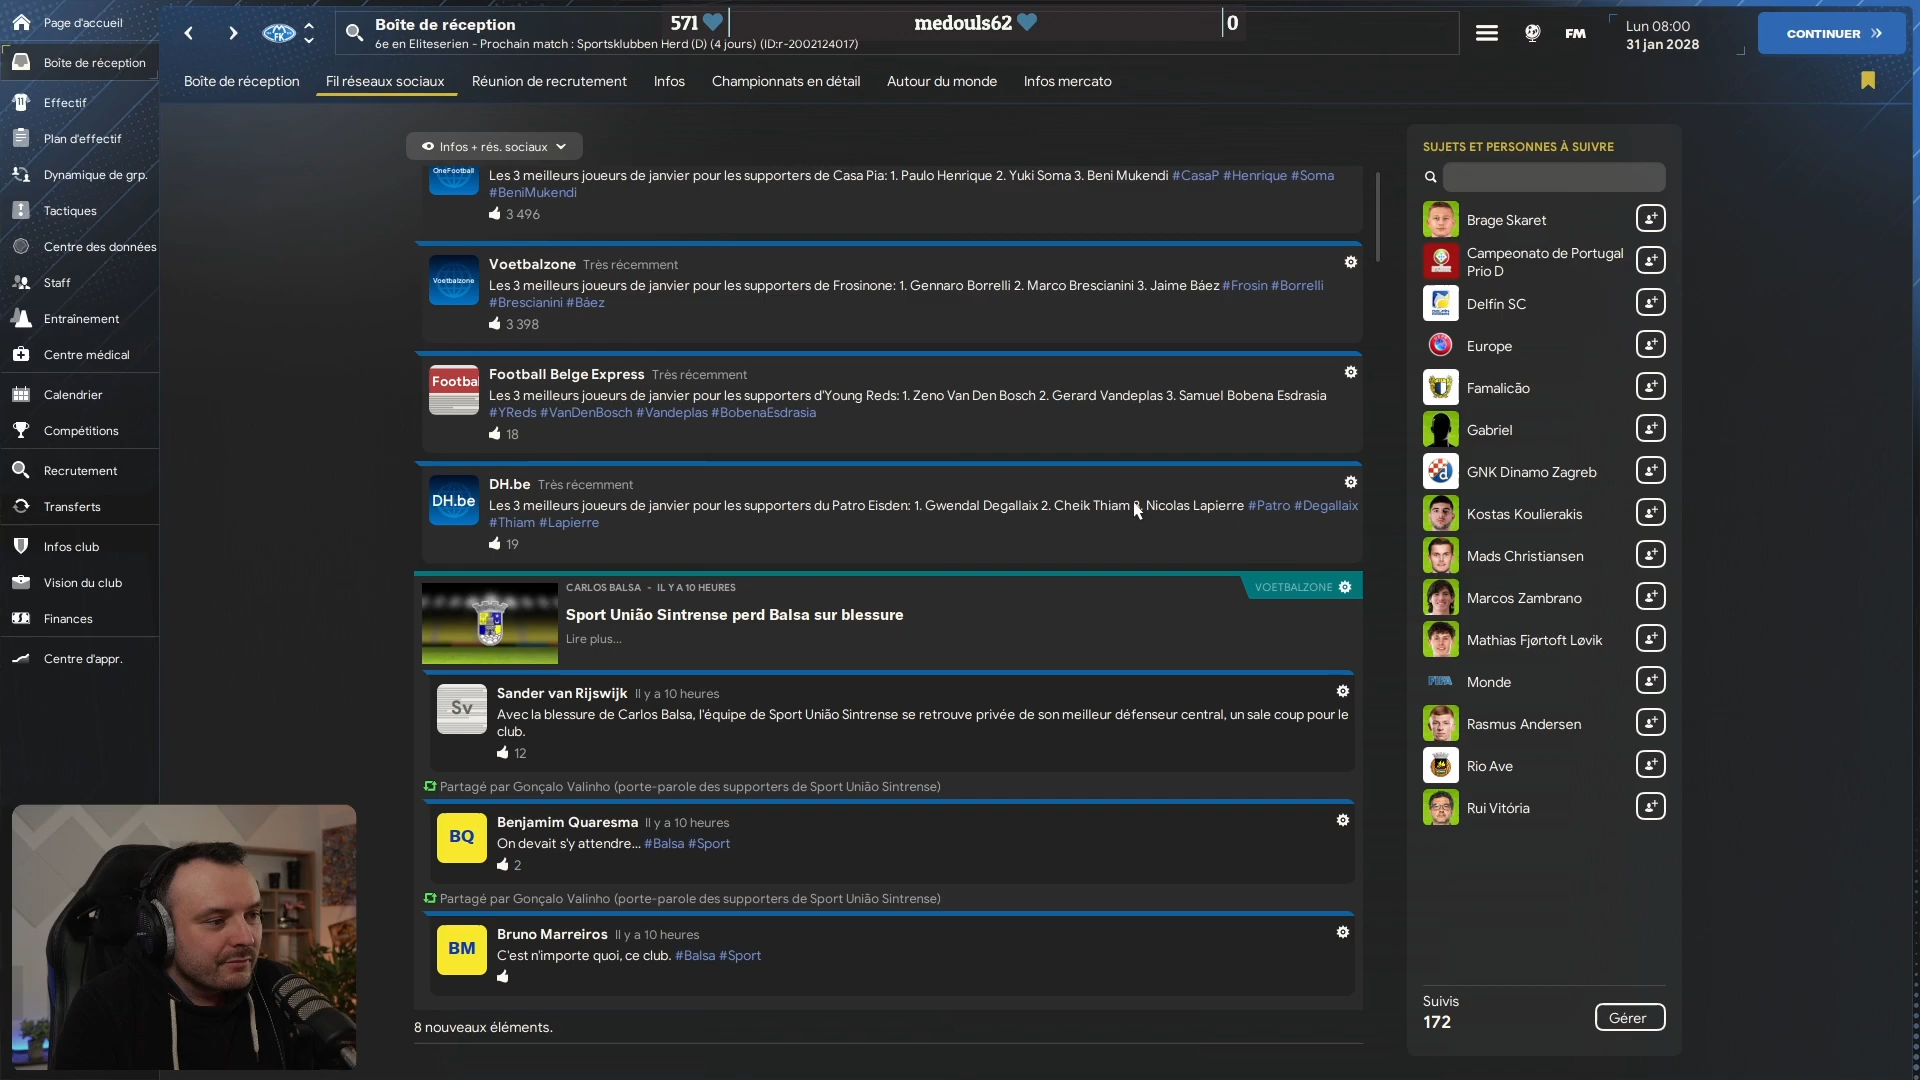 Page d'accueil
Boîte de réception
Effectif
Plan d'effectif
Dynamique de grp.
Tactiques
Centre des données
Staff
Entraînement
Centre médical
Calendrier
Compétitions
Recrutement
Transferts
Infos club
Vision du club
Finances
Centre d'appr.
Boîte de réception
6e en Eliteserien - Prochain match : Sportsklubben Herd (D) (4 jours) (ID:r-2002124017)
571
medouls62
0
FM
Lun 08:00
31 jan 2028
CONTINUER
Boîte de réception
Fil réseaux sociaux
Réunion de recrutement
Infos
Championnats en détail
Autour du monde
Infos mercato
Infos + rés. sociaux
OneFootball
Les 3 meilleurs joueurs de janvier pour les supporters de Casa Pia: 1. Paulo Henrique 2. Yuki Soma 3. Beni Mukendi #CasaP #Henrique #Soma
#BeniMukendi
3 496
Voetbalzone
Voetbalzone Très récemment
Les 3 meilleurs joueurs de janvier pour les supporters de Frosinone: 1. Gennaro Borrelli 2. Marco Brescianini 3. Jaime Báez #Frosin #Borrelli
#Brescianini #Báez
3 398
Footbal
Football Belge Express Très récemment
Les 3 meilleurs joueurs de janvier pour les supporters d'Young Reds: 1. Zeno Van Den Bosch 2. Gerard Vandeplas 3. Samuel Bobena Esdrasia
#YReds #VanDenBosch #Vandeplas #BobenaEsdrasia
18
DH.be
DH.be Très récemment
Les 3 meilleurs joueurs de janvier pour les supporters du Patro Eisden: 1. Gwendal Degallaix 2. Cheik Thiam 3. Nicolas Lapierre #Patro #Degallaix
#Thiam #Lapierre
19
CARLOS BALSA - IL Y A 10 HEURES
VOETBALZONE
Sport União Sintrense perd Balsa sur blessure
Lire plus...
Sv
Sander van Rijswijk Il y a 10 heures
Avec la blessure de Carlos Balsa, l'équipe de Sport União Sintrense se retrouve privée de son meilleur défenseur central, un sale coup pour le
club.
12
Partagé par Gonçalo Valinho (porte-parole des supporters de Sport União Sintrense)
BQ
Benjamim Quaresma Il y a 10 heures
On devait s'y attendre... #Balsa #Sport
2
Partagé par Gonçalo Valinho (porte-parole des supporters de Sport União Sintrense)
BM
Bruno Marreiros Il y a 10 heures
C'est n'importe quoi, ce club. #Balsa #Sport
8 nouveaux éléments.
SUJETS ET PERSONNES À SUIVRE
Brage Skaret
Campeonato de Portugal
Prio D
Delfín SC
Europe
Famalicão
Gabriel
GNK Dinamo Zagreb
Kostas Koulierakis
Mads Christiansen
Marcos Zambrano
Mathias Fjørtoft Løvik
FIFA
Monde
Rasmus Andersen
Rio Ave
Rui Vitória
Suivis
172
Gérer